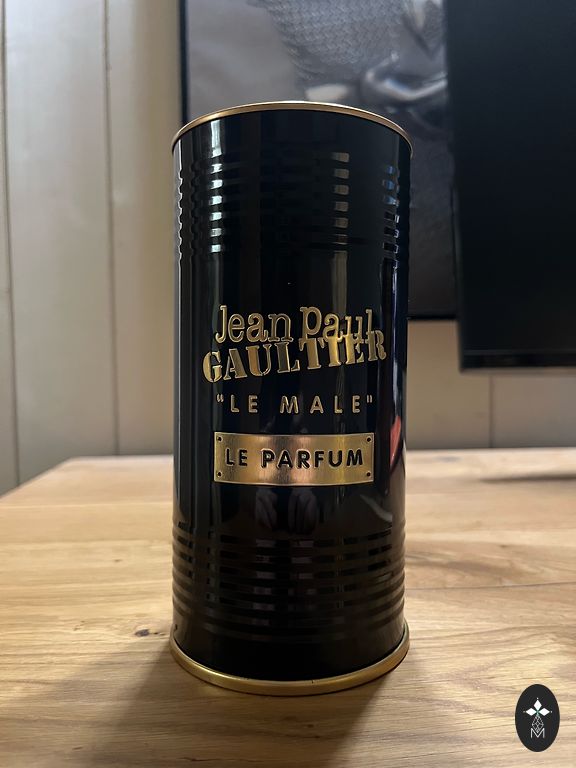 Jean Paul
GAULTIER
"LE MALE"
LE PARFUM
M